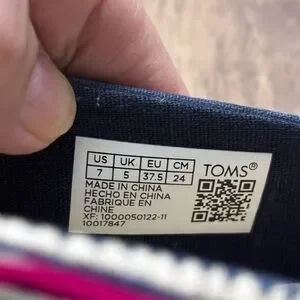 US UK EU CM TOMS®
7 5 37.5 24
MADE IN CHINA
HECHO EN CHINA
FABRIQUE EN
CHINE
XF: 1000050122-11
10017847